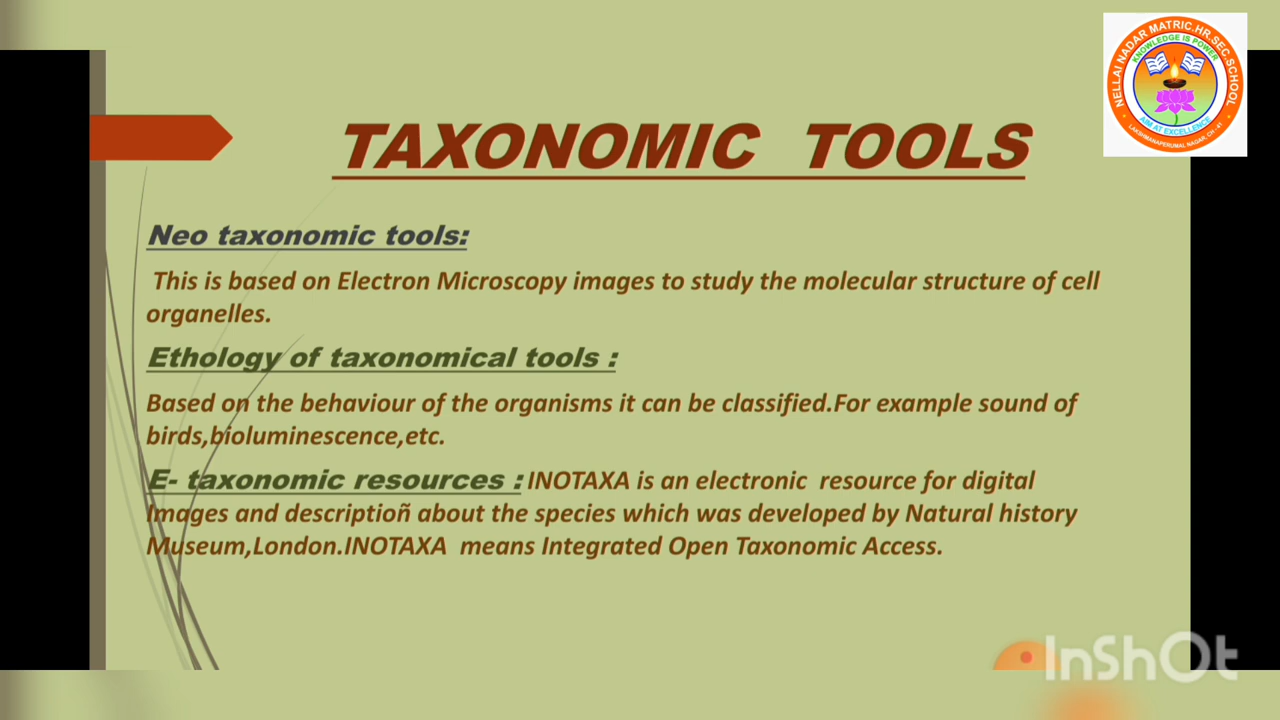 NELLAI NADAR MATRIC.HR.SEC.SCHOOL
KNOWLEDGE IS POWER
AIM AT EXCELLENCE
LAKSHMANAPERUMAL NAGAR, CH - 41
TAXONOMIC TOOLS
Neo taxonomic tools:
This is based on Electron Microscopy images to study the molecular structure of cell
organelles.
Ethology of taxonomical tools :
Based on the behaviour of the organisms it can be classified.For example sound of
birds,bioluminescence,etc.
E- taxonomic resources : INOTAXA is an electronic resource for digital
Images and descriptioñ about the species which was developed by Natural history
Museum,London.INOTAXA means Integrated Open Taxonomic Access.
InShOt